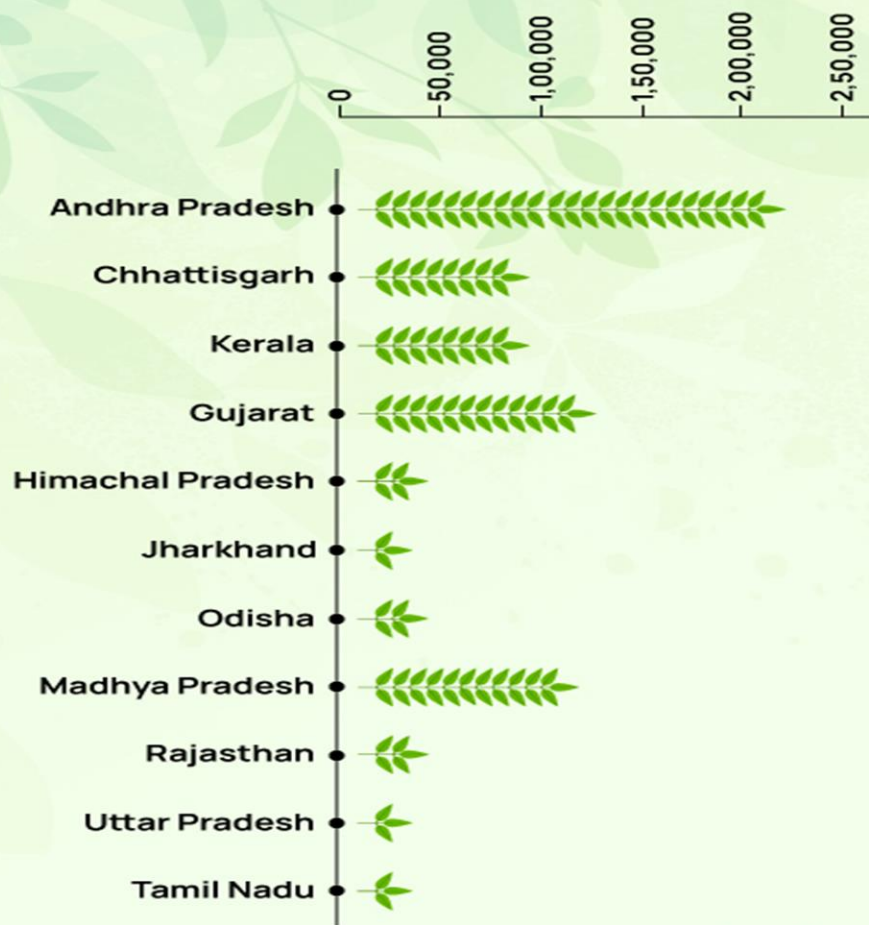 0
50,000
1,00,000
1,50,000
2,00,000
2,50,000
Andhra Pradesh
Chhattisgarh
Kerala
Gujarat
Himachal Pradesh
Jharkhand
Odisha
Madhya Pradesh
Rajasthan
Uttar Pradesh
Tamil Nadu